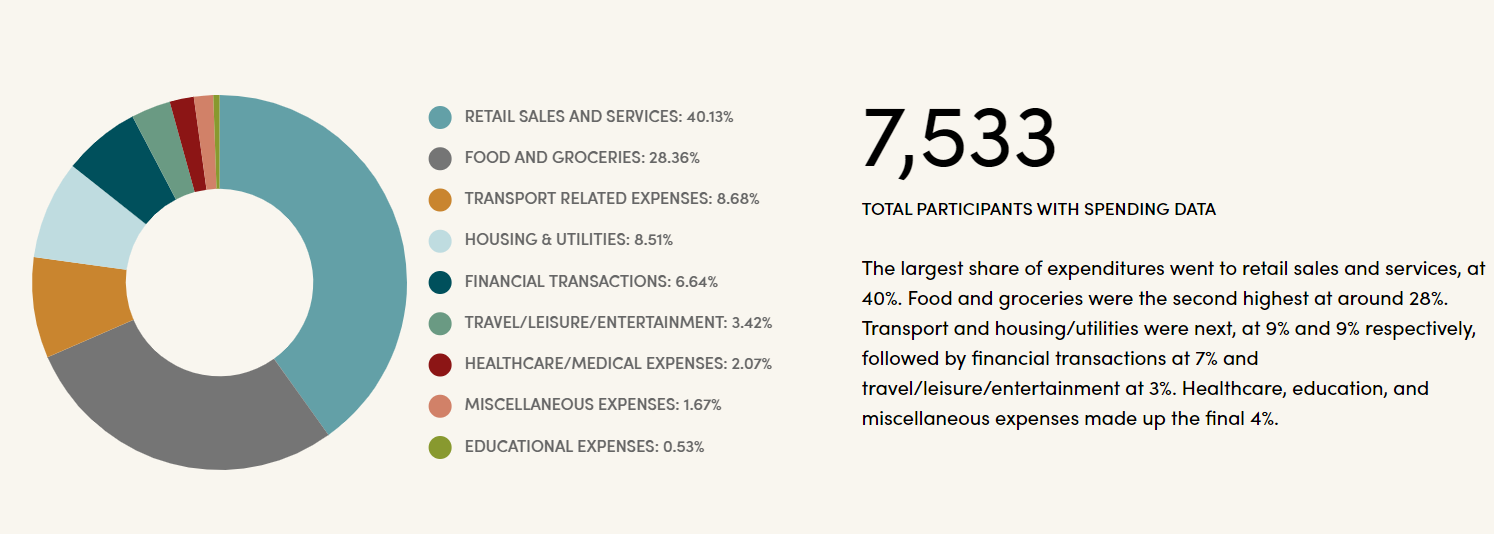 RETAIL SALES AND SERVICES: 40.13%
FOOD AND GROCERIES: 28.36%
TRANSPORT RELATED EXPENSES: 8.68%
HOUSING & UTILITIES: 8.51%
FINANCIAL TRANSACTIONS: 6.64%
TRAVEL/LEISURE/ENTERTAINMENT: 3.42%
HEALTHCARE/MEDICAL EXPENSES: 2.07%
MISCELLANEOUS EXPENSES: 1.67%
EDUCATIONAL EXPENSES: 0.53%
7,533
TOTAL PARTICIPANTS WITH SPENDING DATA
The largest share of expenditures went to retail sales and services, at
40%. Food and groceries were the second highest at around 28%.
Transport and housing/utilities were next, at 9% and 9% respectively,
followed by financial transactions at 7% and
travel/leisure/entertainment at 3%. Healthcare, education, and
miscellaneous expenses made up the final 4%.